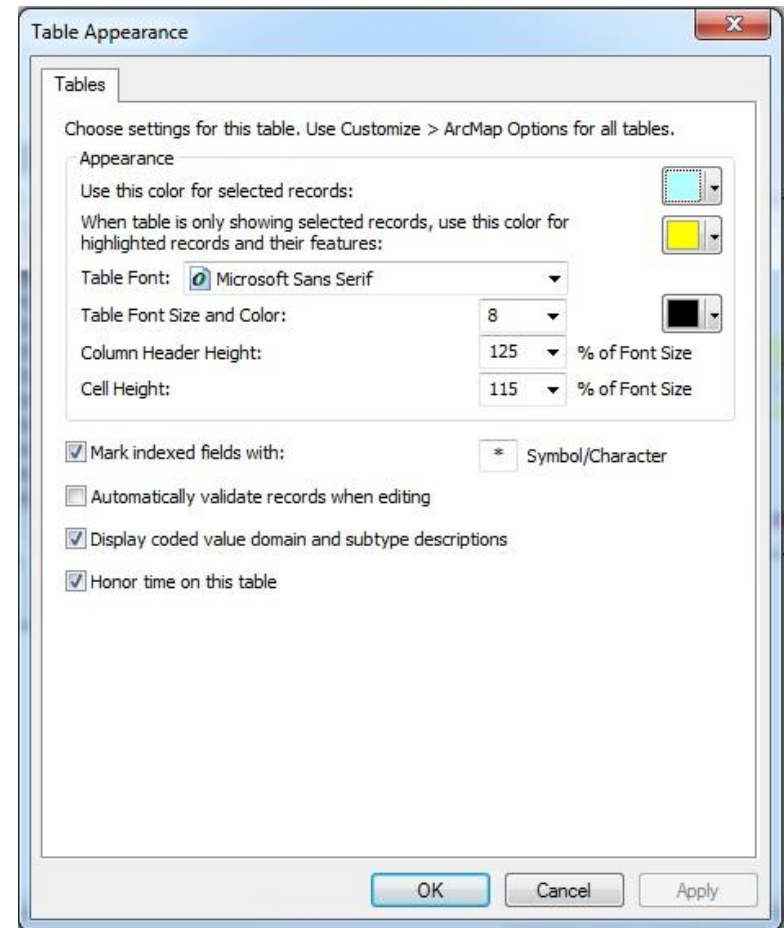 Table Appearance
Tables
Choose settings for this table. Use Customize > ArcMap Options for all tables.
Appearance
Use this color for selected records:
When table is only showing selected records, use this color for
highlighted records and their features:
Table Font: Microsoft Sans Serif
Table Font Size and Color: 8
Column Header Height: 125 % of Font Size
Cell Height: 115 % of Font Size
Mark indexed fields with: * Symbol/Character
Automatically validate records when editing
Display coded value domain and subtype descriptions
Honor time on this table
OK Cancel Apply